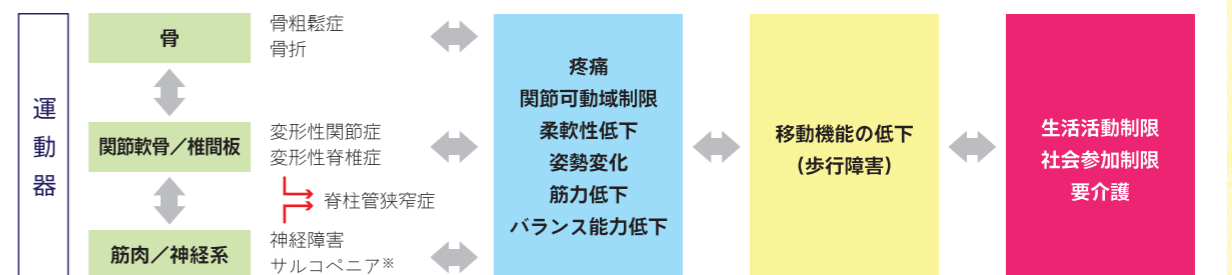 運動器
骨
骨粗鬆症
骨折
関節軟骨／椎間板
変形性関節症
変形性脊椎症
脊柱管狭窄症
筋肉／神経系
神経障害
サルコペニア※
疼痛
関節可動域制限
柔軟性低下
姿勢変化
筋力低下
バランス能力低下
移動機能の低下
（歩行障害）
生活活動制限
社会参加制限
要介護